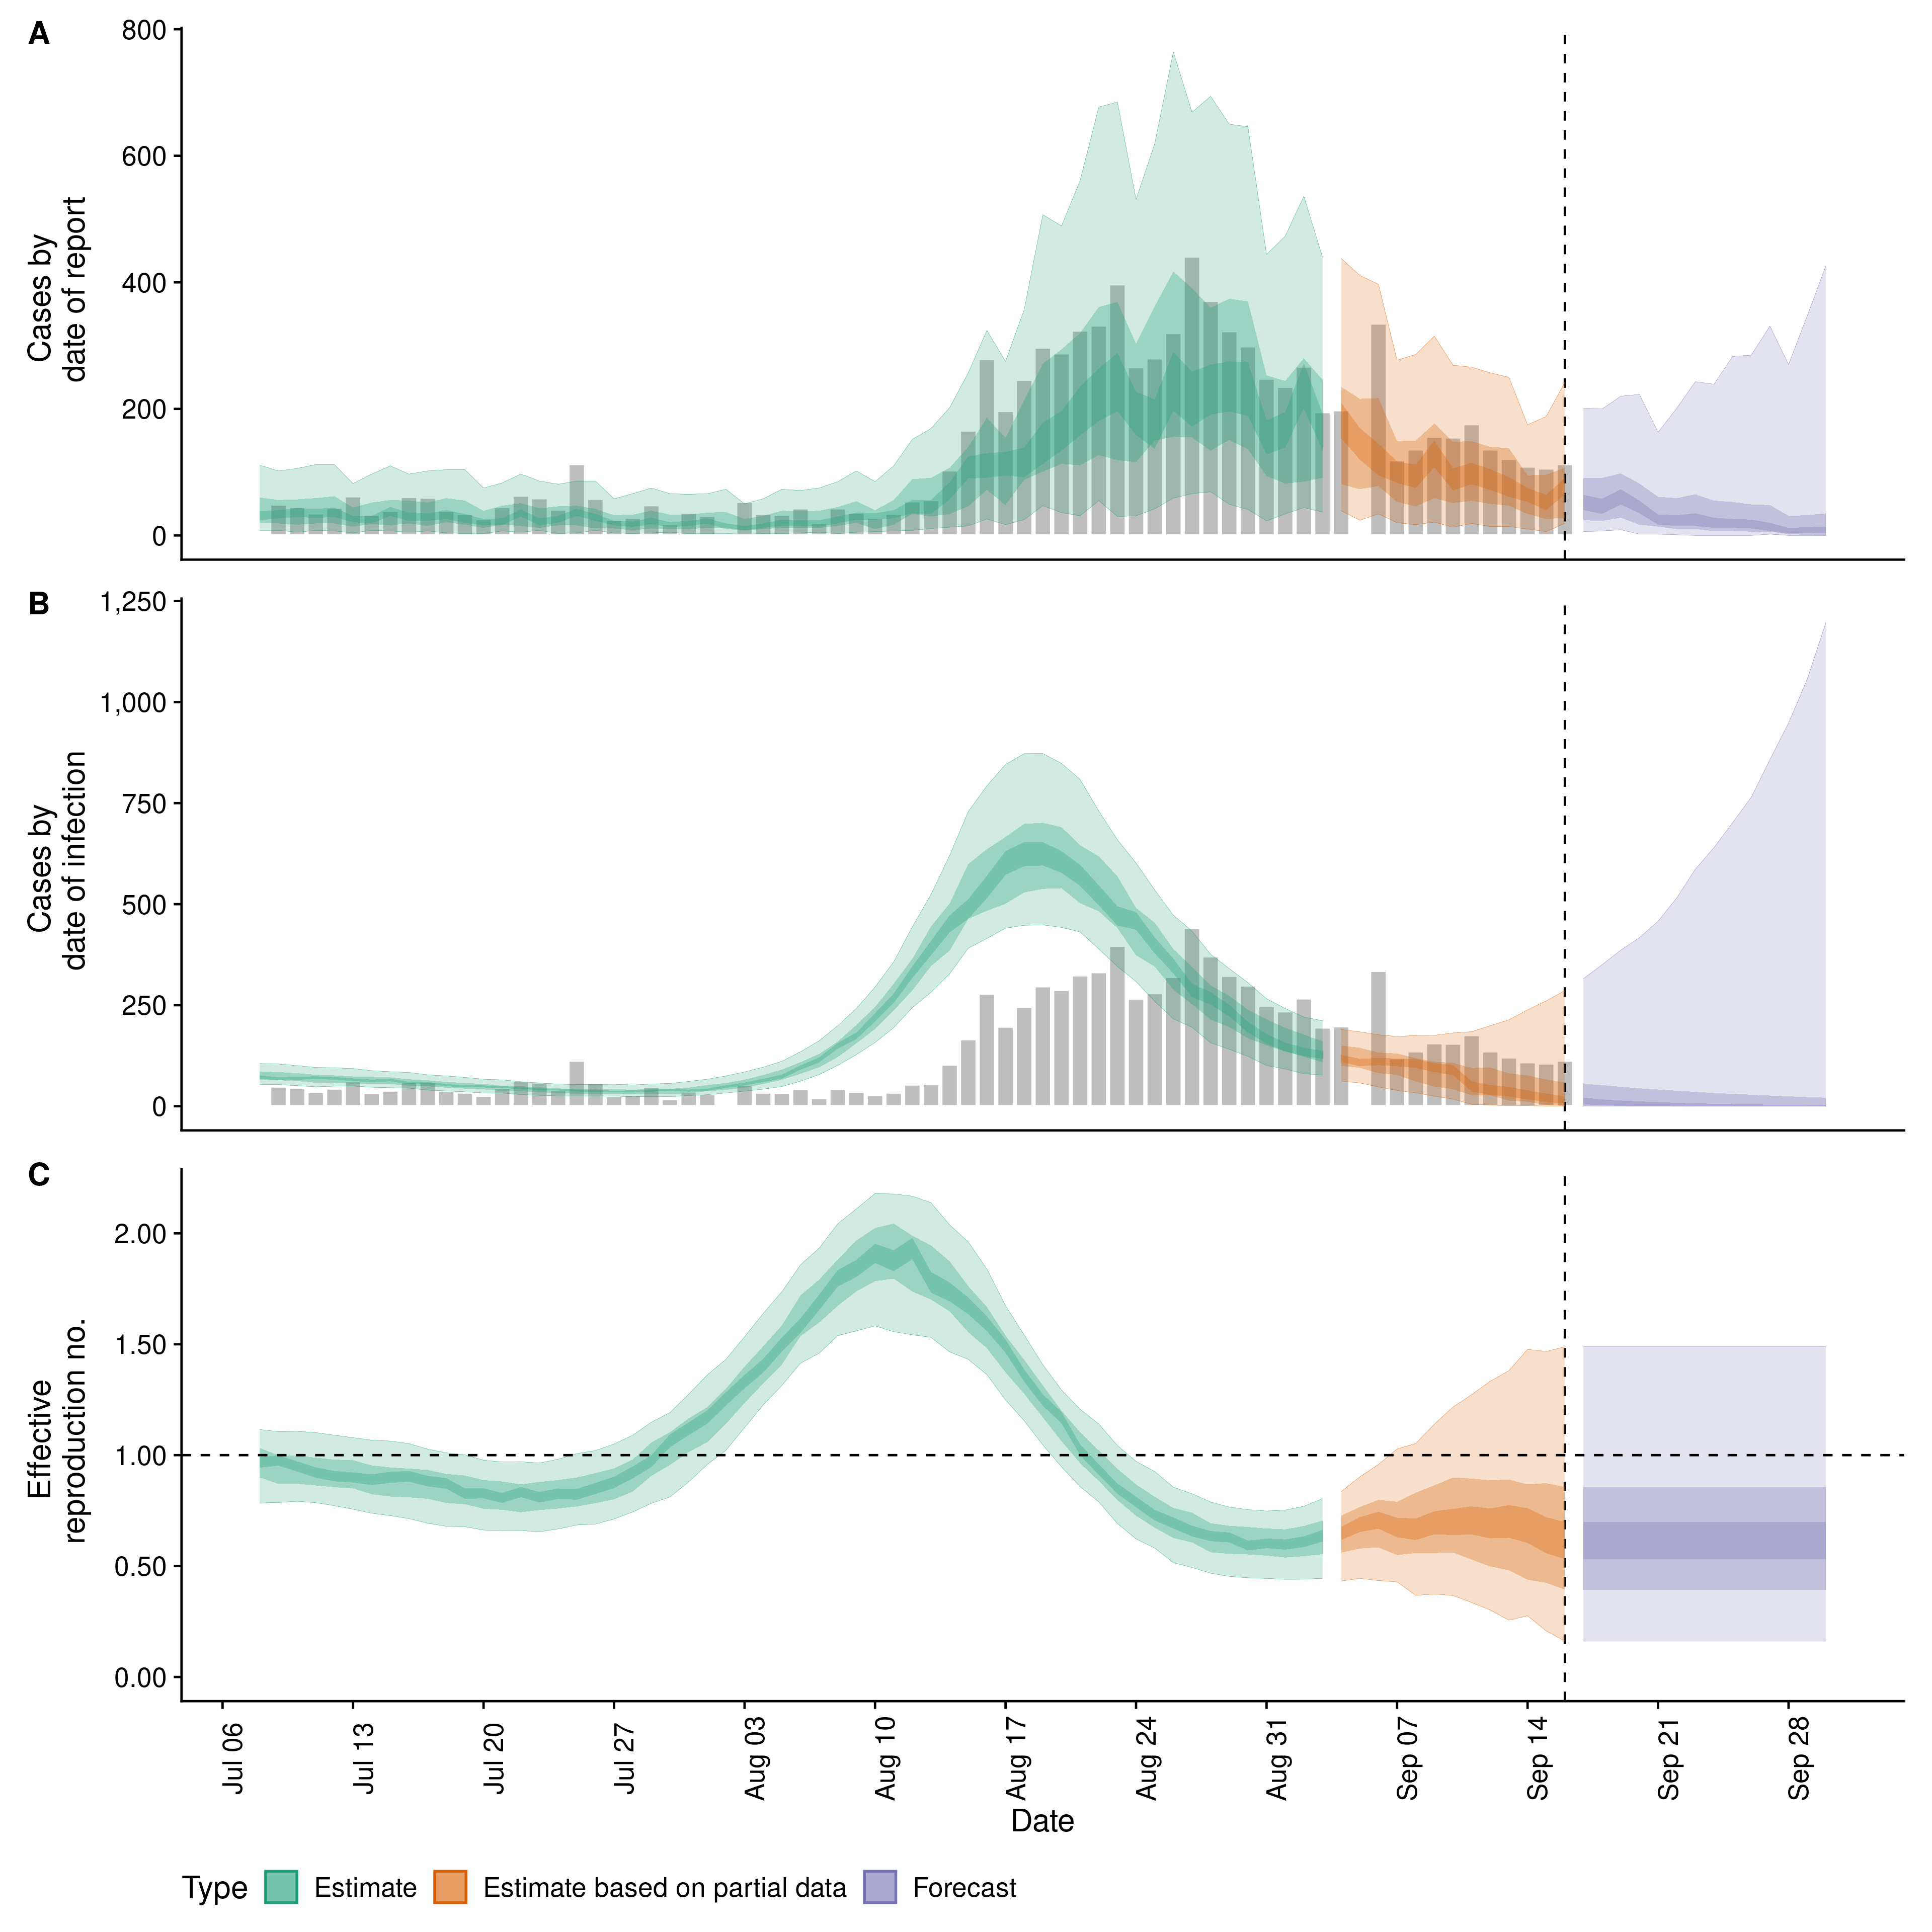 A
800
600
400
200
0
Cases by
date of report
B
1,250
1,000
750
500
250
0
Cases by
date of infection
C
2.00
1.50
1.00
0.50
0.00
Effective
reproduction no.
Jul 06
Jul 13
Jul 20
Jul 27
Aug 03
Aug 10
Aug 17
Aug 24
Aug 31
Sep 07
Sep 14
Sep 21
Sep 28
Date
Type Estimate Estimate based on partial data Forecast